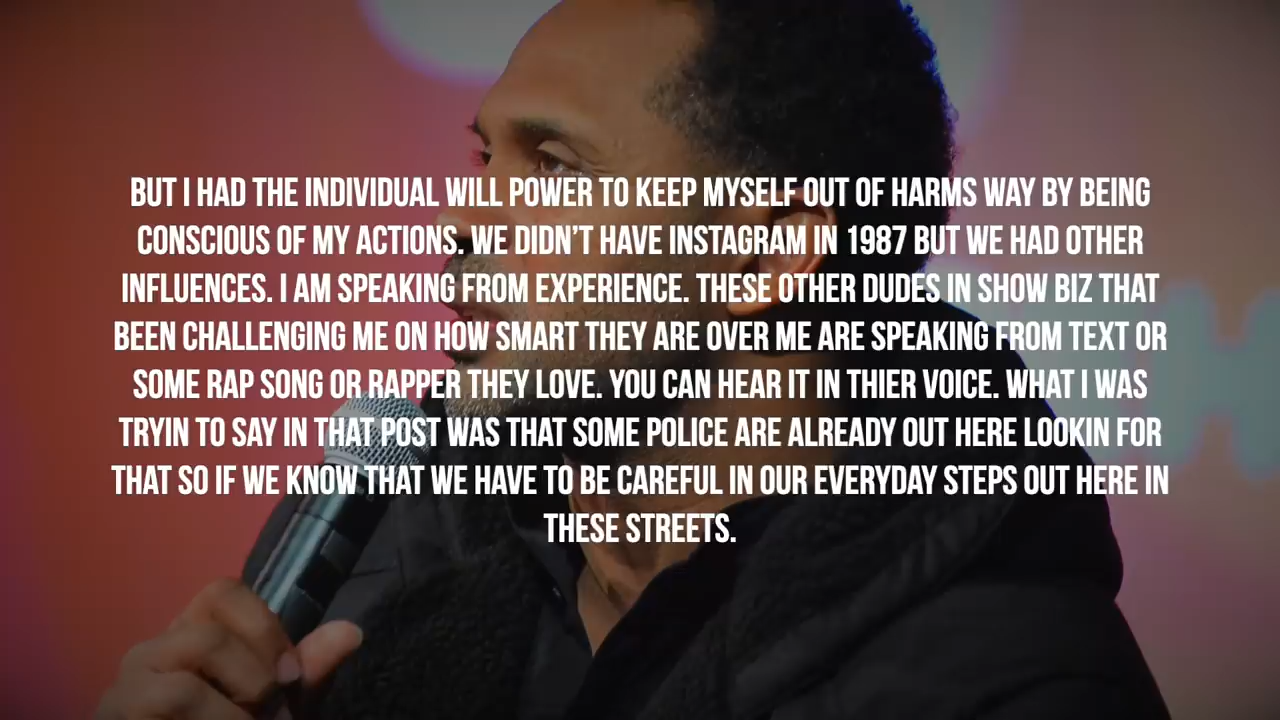 BUT I HAD THE INDIVIDUAL WILL POWER TO KEEP MYSELF OUT OF HARMS WAY BY BEING
CONSCIOUS OF MY ACTIONS. WE DIDN’T HAVE INSTAGRAM IN 1987 BUT WE HAD OTHER
INFLUENCES. I AM SPEAKING FROM EXPERIENCE. THESE OTHER DUDES IN SHOW BIZ THAT
BEEN CHALLENGING ME ON HOW SMART THEY ARE OVER ME ARE SPEAKING FROM TEXT OR
SOME RAP SONG OR RAPPER THEY LOVE. YOU CAN HEAR IT IN THIER VOICE. WHAT I WAS
TRYIN TO SAY IN THAT POST WAS THAT SOME POLICE ARE ALREADY OUT HERE LOOKIN FOR
THAT SO IF WE KNOW THAT WE HAVE TO BE CAREFUL IN OUR EVERYDAY STEPS OUT HERE IN
THESE STREETS.